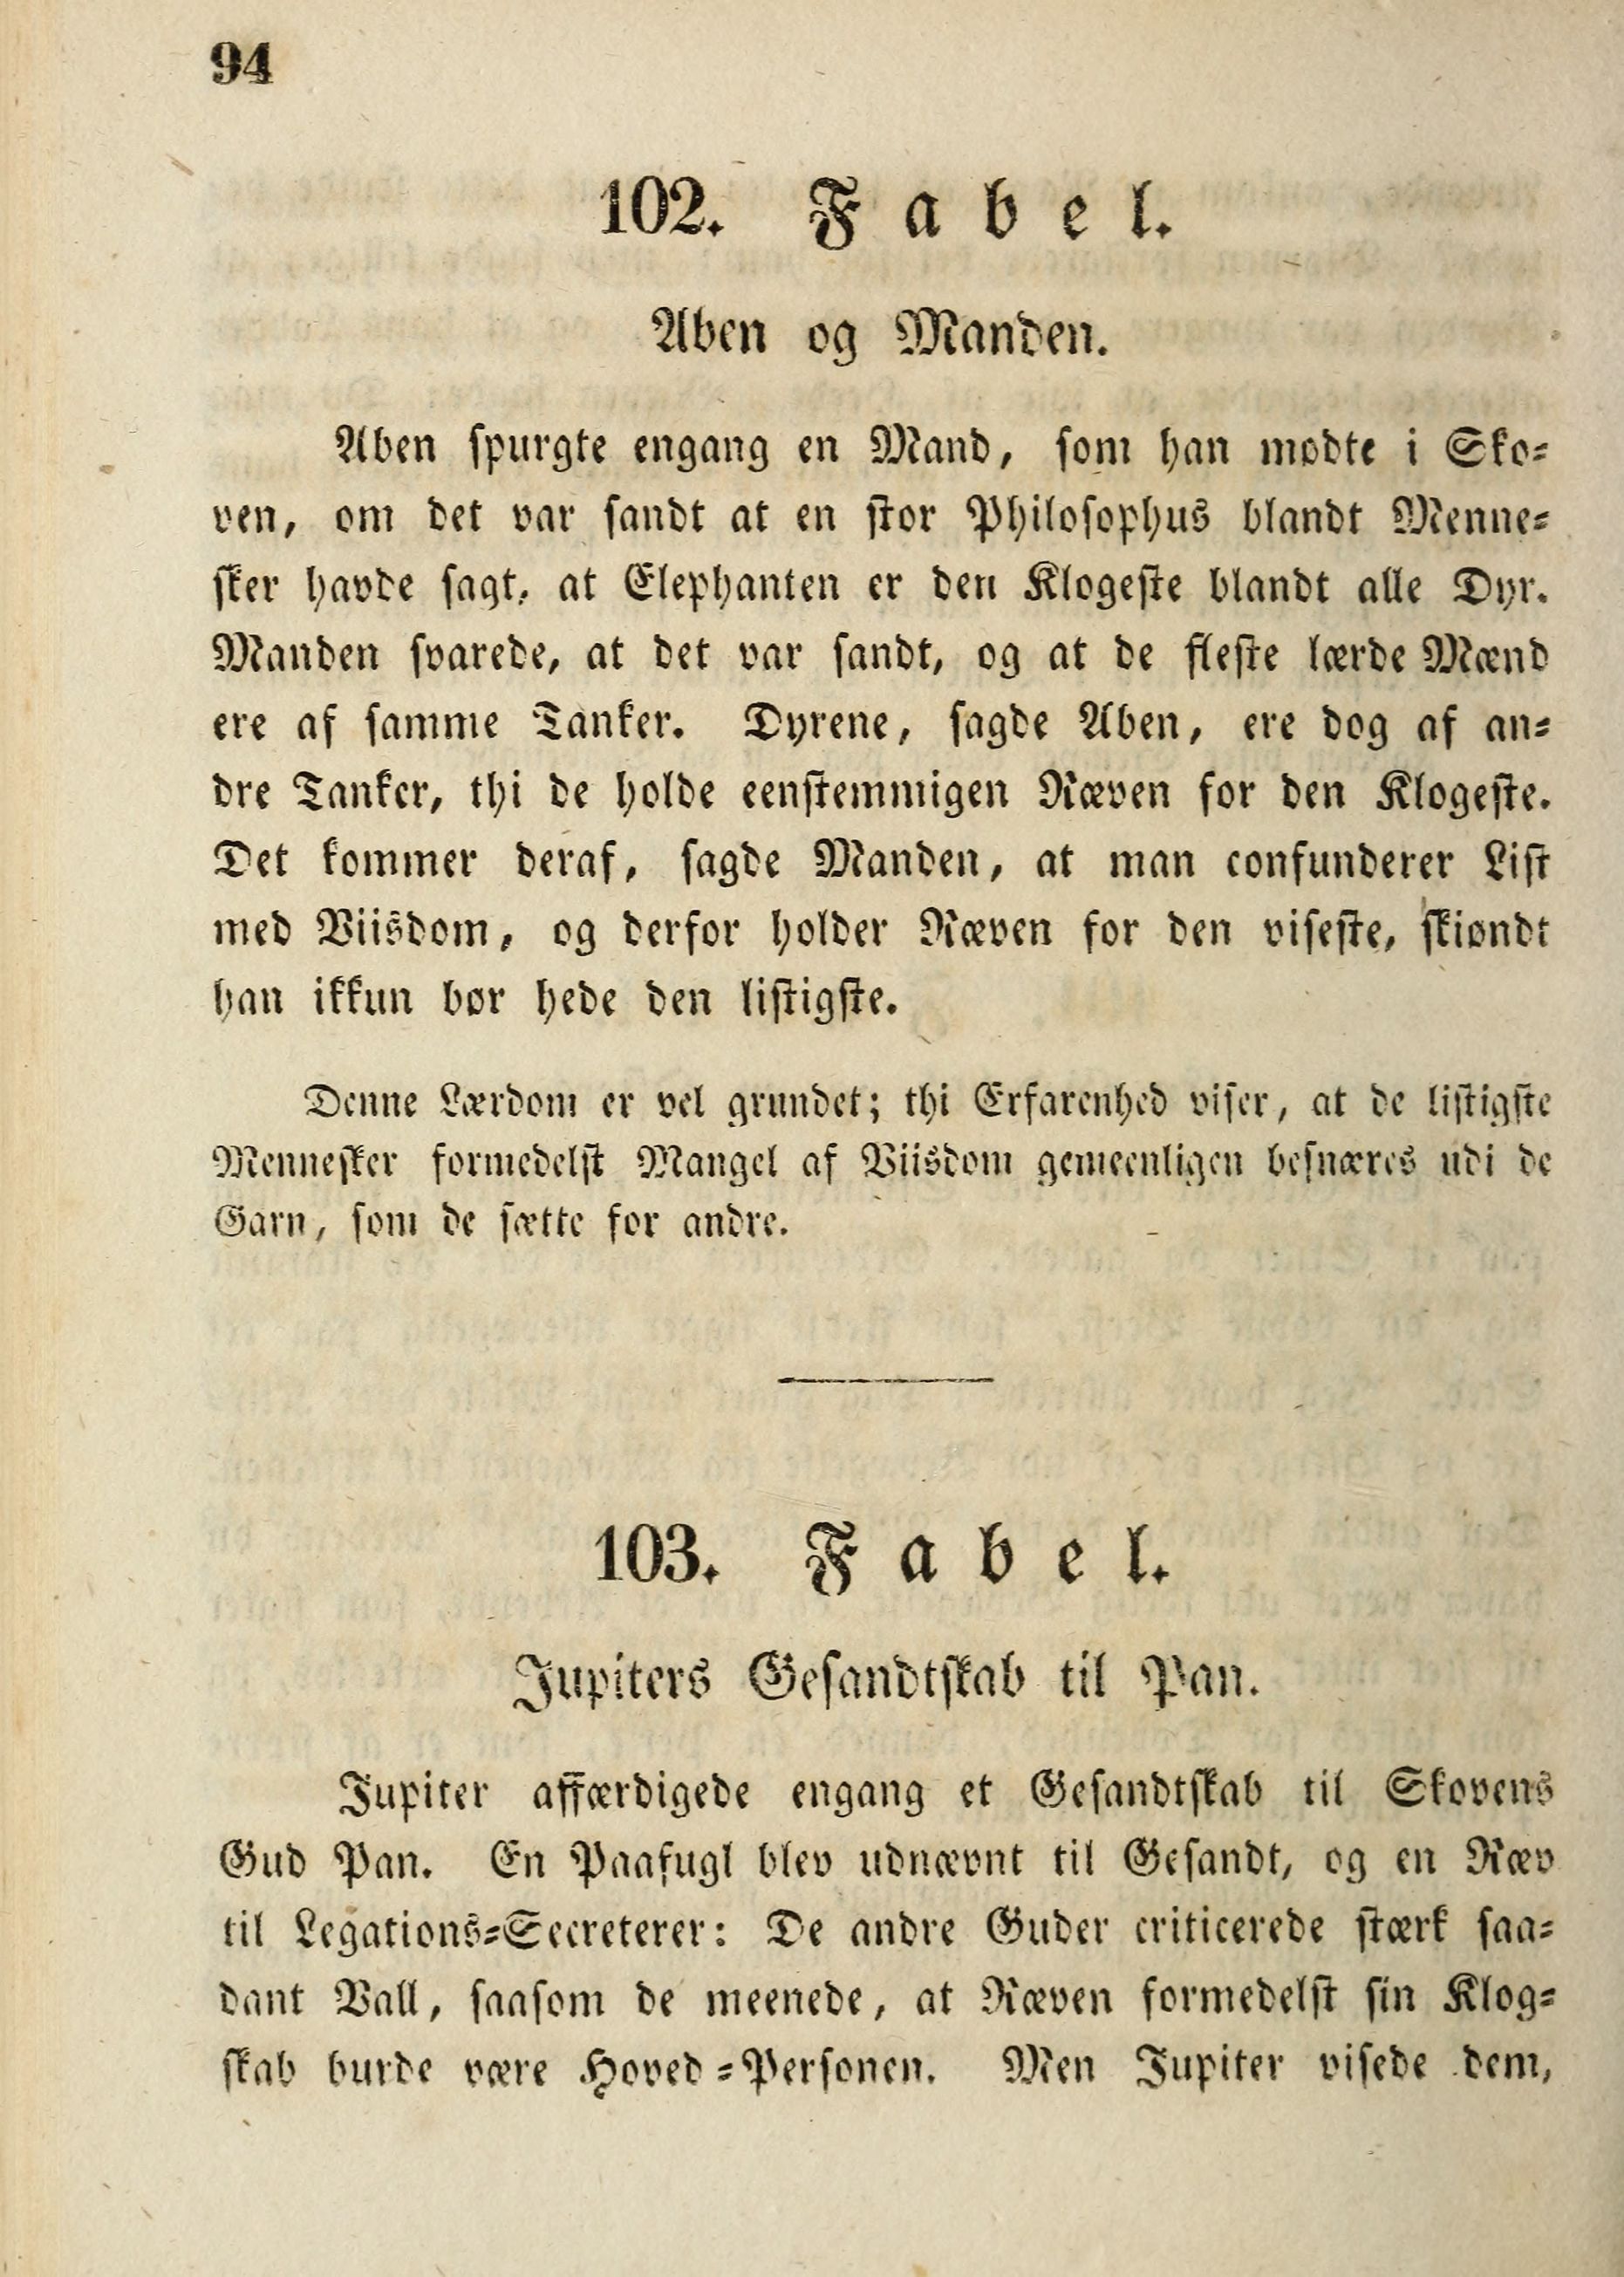 94
102. Fabel.
Aben og Manden.
Aben spurgte engang en Mand, som han mødte i Sko-
ven, om det var sandt at en stor Philosophus blandt Menne-
sker havde sagt, at Elephanten er den Klogeste blandt alle Dyr.
Manden svarede, at det var sandt, og at de fleste lærde Mænd
ere af samme Tanker. Dyrene, sagde Aben, ere dog af an-
dre Tanker, thi de holde eenstemmigen Ræven for den Klogeste.
Det kommer deraf, sagde Manden, at man confunderer List
med Viisdom, og derfor holder Ræven for den viseste, skiøndt
han ikkun bør hede den listigste.
Denne Lærdom er vel grundet; thi Erfarenhed viser, at de listigste
Mennesker formedelst Mangel af Viisdom gemeenligen besnæres udi de
Garn, som de sætte for andre.
103. Fabel.
Jupiters Gesandtskab til Pan.
Jupiter affærdigede engang et Gesandtskab til Skovens
Gud Pan. En Paafugl blev udnævnt til Gesandt, og en Ræv
til Legations-Secreterer: De andre Guder criticerede stærk saa-
dant Vall, saasom de meenede, at Ræven formedelst sin Klog-
skab burde være Hoved-Personen. Men Jupiter visede dem,